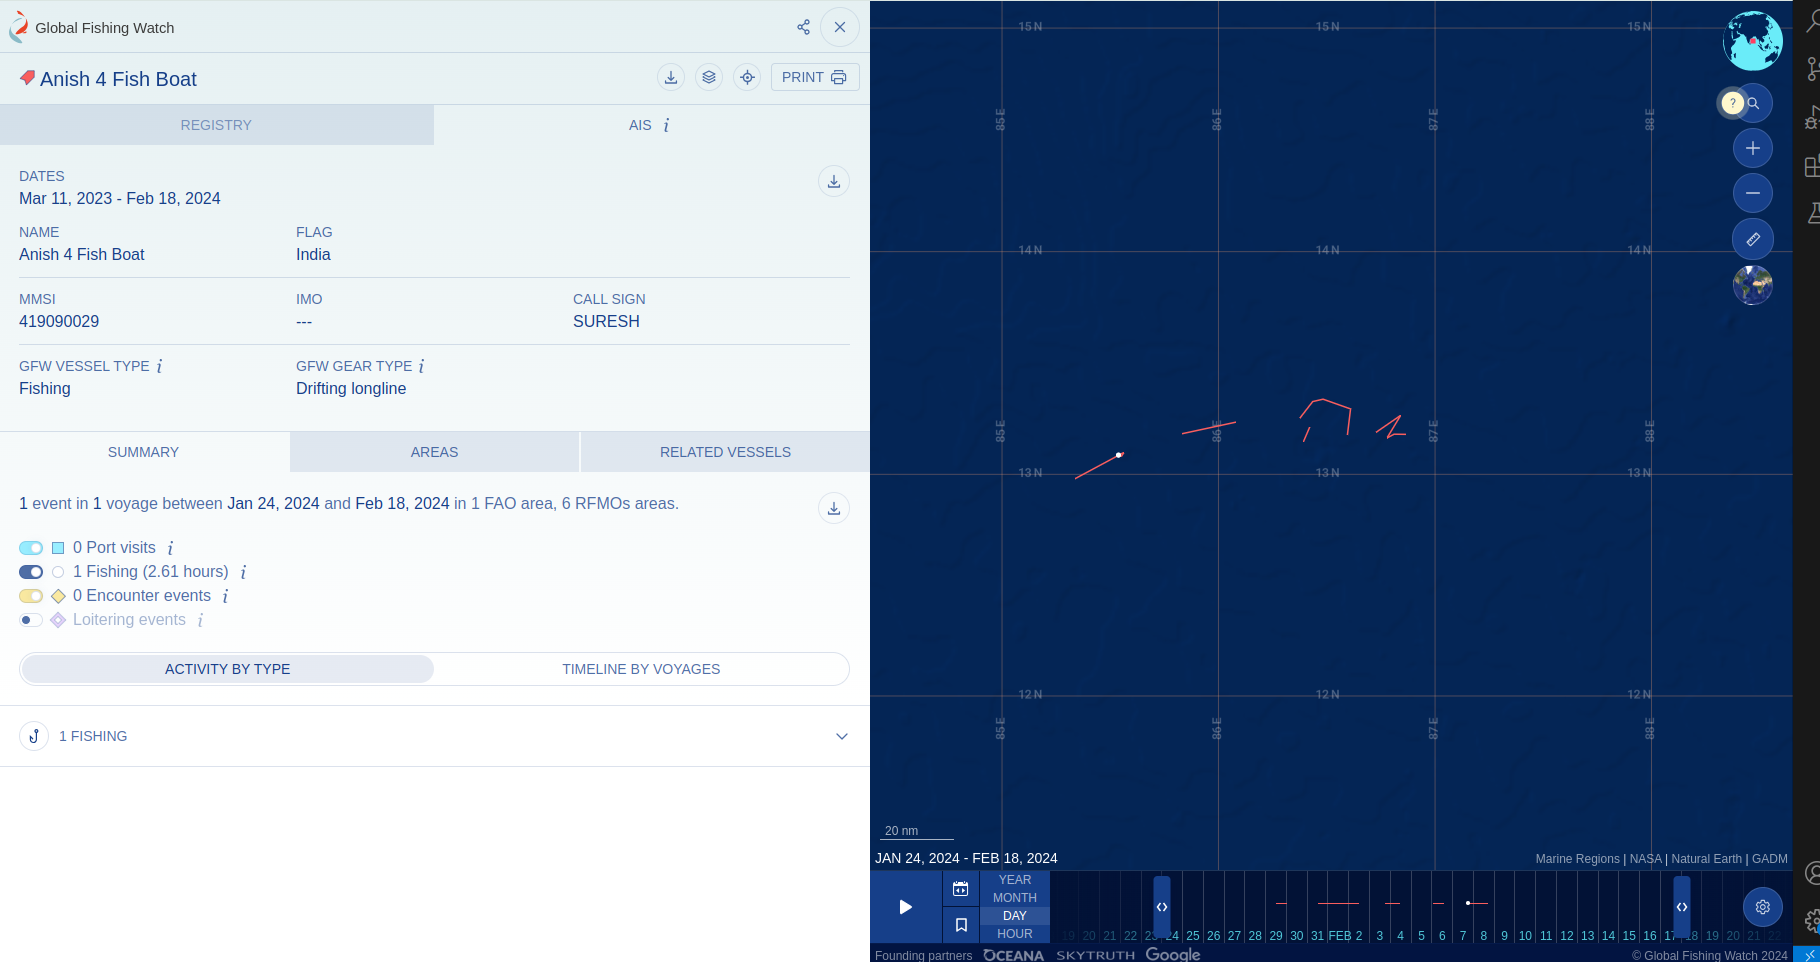 Global Fishing Watch
Anish 4 Fish Boat
PRINT
REGISTRY
AIS i
DATES
Mar 11, 2023 - Feb 18, 2024
NAME
FLAG
Anish 4 Fish Boat
India
MMSI
IMO
CALL SIGN
419090029
---
SURESH
GFW VESSEL TYPE i
GFW GEAR TYPE i
Fishing
Drifting longline
SUMMARY
AREAS
RELATED VESSELS
1 event in 1 voyage between Jan 24, 2024 and Feb 18, 2024 in 1 FAO area, 6 RFMOs areas.
0 Port visits i
1 Fishing (2.61 hours) i
0 Encounter events i
Loitering events i
ACTIVITY BY TYPE
TIMELINE BY VOYAGES
1 FISHING
15 N
15 N
15 N
85 E
86 E
87 E
88 E
?
14 N
14 N
14 N
85 E
86 E
87 E
88 E
13 N
13 N
13 N
12 N
12 N
12 N
85 E
86 E
87 E
88 E
20 nm
JAN 24, 2024 - FEB 18, 2024
Marine Regions | NASA | Natural Earth | GADM
YEAR
MONTH
DAY
HOUR
19 20 21 22 23 24 25 26 27 28 29 30 31 FEB 2 3 4 5 6 7 8 9 10 11 12 13 14 15 16 17 18 19 20 21 22
Founding partners OCEANA SKYTRUTH Google
© Global Fishing Watch 2024